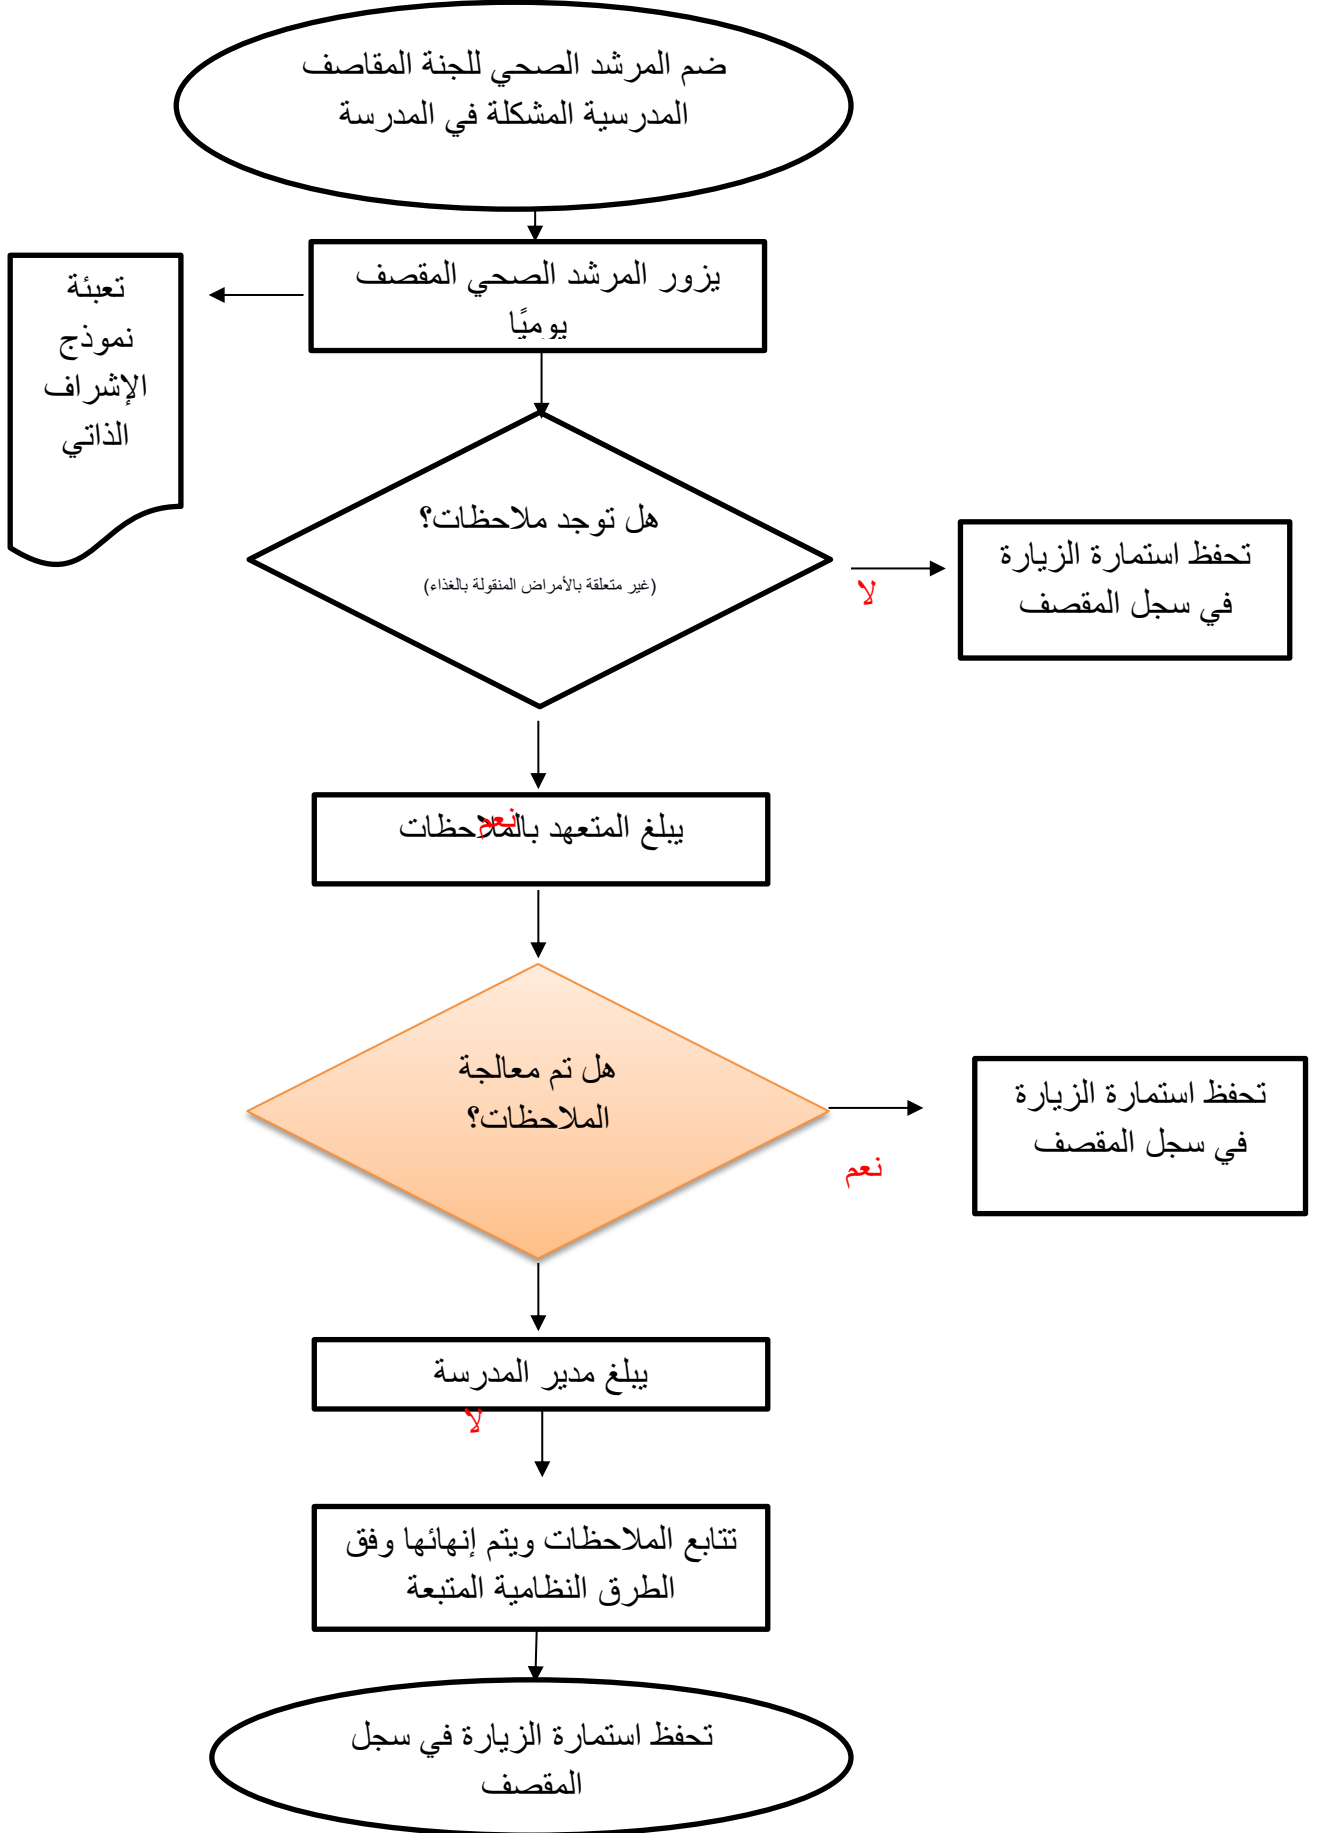 ضم المرشد الصحي للجنة المقاصف
المدرسية المشكلة في المدرسة
يزور المرشد الصحي المقصف
يوميًا
تعبئة
نموذج
الإشراف
الذاتي
هل توجد ملاحظات؟
(غير متعلقة بالأمراض المنقولة بالغذاء)
لا
تحفظ استمارة الزيارة
في سجل المقصف
نعم
يبلغ المتعهد بالملاحظات
هل تم معالجة
الملاحظات؟
نعم
تحفظ استمارة الزيارة
في سجل المقصف
يبلغ مدير المدرسة
لا
تتابع الملاحظات ويتم إنهائها وفق
الطرق النظامية المتبعة
تحفظ استمارة الزيارة في سجل
المقصف